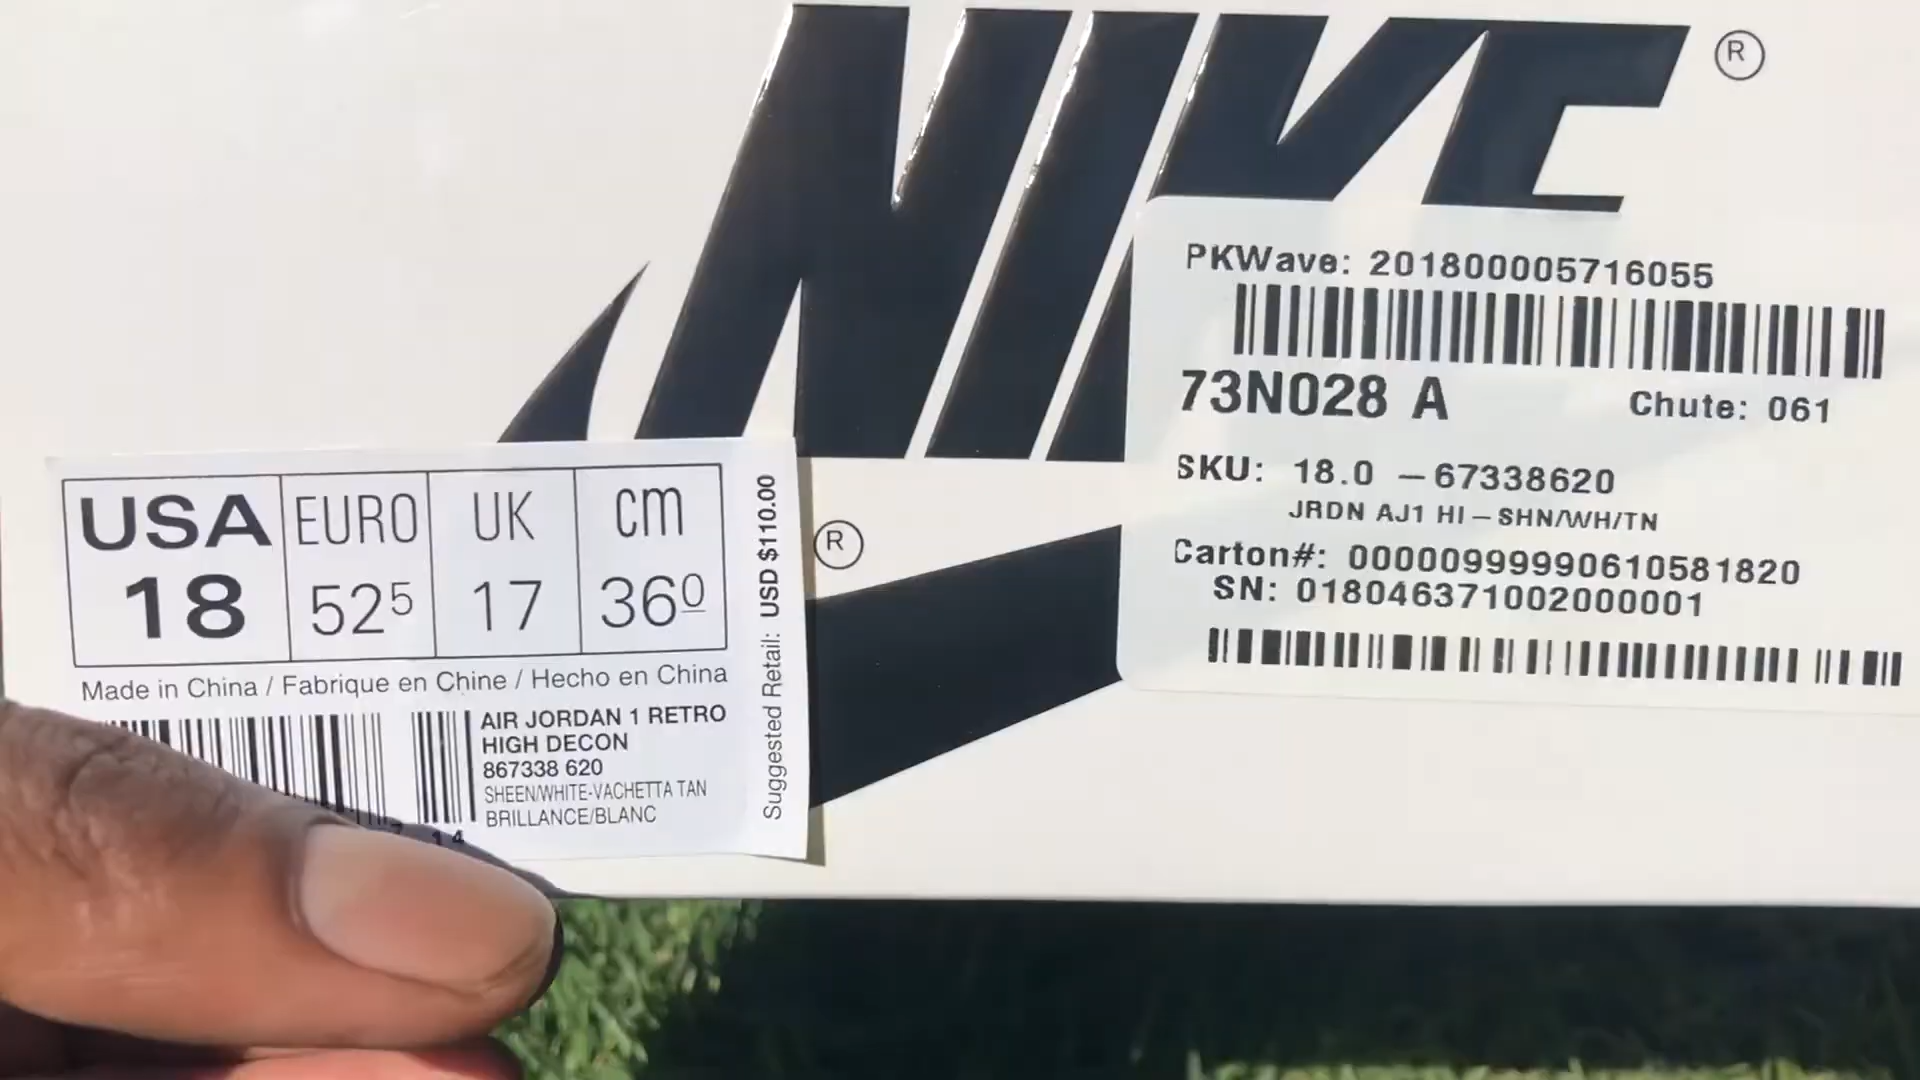 NIKE ®
PKWave: 201800005716055
73N028 A Chute: 061
SKU: 18.0 – 67338620
JRDN AJ1 HI – SHN/WH/TN
Carton#: 00000999990610581820
SN: 018046371002000001
®
USA EURO UK cm
18 52 5 17 36 0
Made in China / Fabrique en Chine / Hecho en China
AIR JORDAN 1 RETRO
HIGH DECON
867338 620
SHEEN/WHITE-VACHETTA TAN
BRILLANCE/BLANC
14
Suggested Retail: USD $110.00